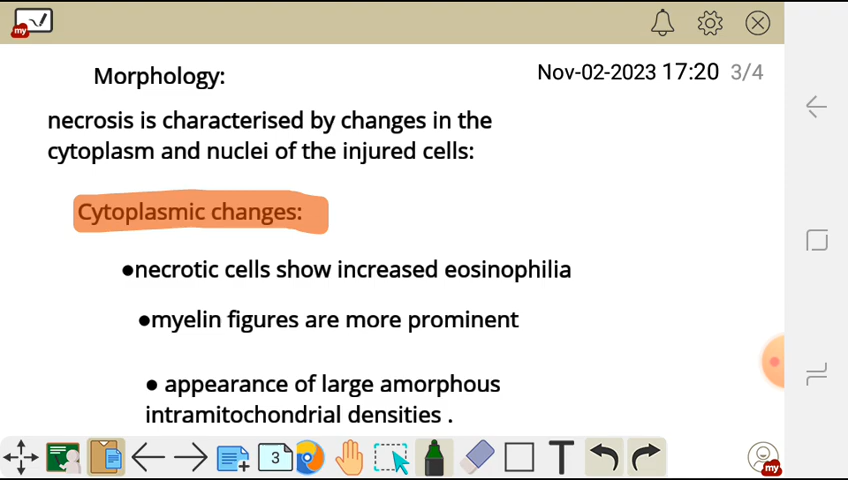 Morphology:
Nov-02-2023 17:20 3/4
necrosis is characterised by changes in the
cytoplasm and nuclei of the injured cells:
Cytoplasmic changes:
●necrotic cells show increased eosinophilia
●myelin figures are more prominent
● appearance of large amorphous
intramitochondrial densities .
my
3
T
my